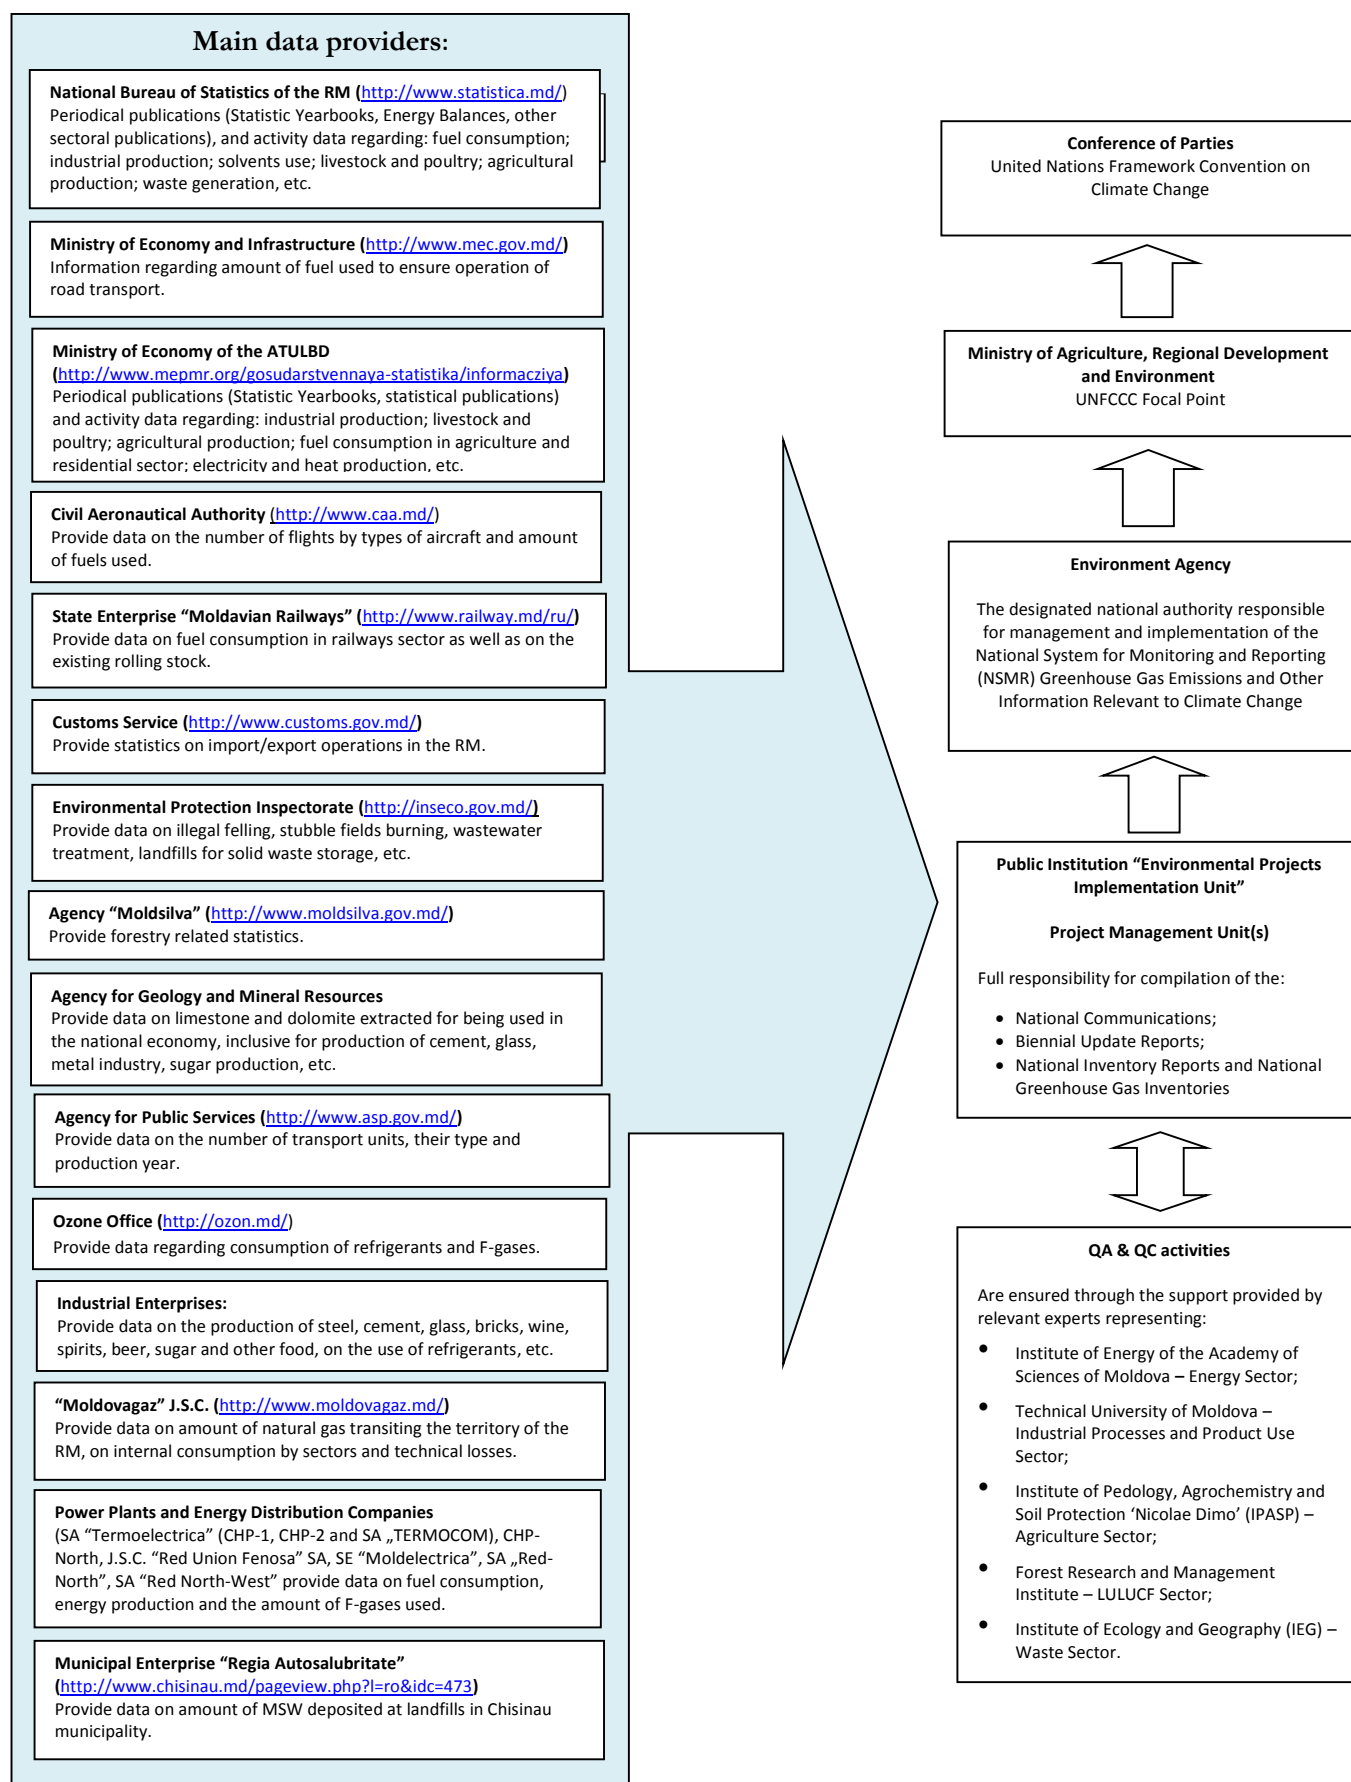 Main data providers:
National Bureau of Statistics of the RM (http://www.statistica.md/)
Periodical publications (Statistic Yearbooks, Energy Balances, other
sectoral publications), and activity data regarding: fuel consumption;
industrial production; solvents use; livestock and poultry; agricultural
production; waste generation, etc.
Ministry of Economy and Infrastructure (http://www.mec.gov.md/)
Information regarding amount of fuel used to ensure operation of
road transport.
Ministry of Economy of the ATULBD
(http://www.mepmr.org/gosudarstvennaya-statistika/informacziya)
Periodical publications (Statistic Yearbooks, statistical publications)
and activity data regarding: industrial production; livestock and
poultry; agricultural production; fuel consumption in agriculture and
residential sector; electricity and heat production, etc.
Civil Aeronautical Authority (http://www.caa.md/)
Provide data on the number of flights by types of aircraft and amount
of fuels used.
State Enterprise “Moldavian Railways” (http://www.railway.md/ru/)
Provide data on fuel consumption in railways sector as well as on the
existing rolling stock.
Customs Service (http://www.customs.gov.md/)
Provide statistics on import/export operations in the RM.
Environmental Protection Inspectorate (http://inseco.gov.md/)
Provide data on illegal felling, stubble fields burning, wastewater
treatment, landfills for solid waste storage, etc.
Agency “Moldsilva” (http://www.moldsilva.gov.md/)
Provide forestry related statistics.
Agency for Geology and Mineral Resources
Provide data on limestone and dolomite extracted for being used in
the national economy, inclusive for production of cement, glass,
metal industry, sugar production, etc.
Agency for Public Services (http://www.asp.gov.md/)
Provide data on the number of transport units, their type and
production year.
Ozone Office (http://ozon.md/)
Provide data regarding consumption of refrigerants and F-gases.
Industrial Enterprises:
Provide data on the production of steel, cement, glass, bricks, wine,
spirits, beer, sugar and other food, on the use of refrigerants, etc.
“Moldovagaz” J.S.C. (http://www.moldovagaz.md/)
Provide data on amount of natural gas transiting the territory of the
RM, on internal consumption by sectors and technical losses.
Power Plants and Energy Distribution Companies
(SA “Termoelectrica” (CHP-1, CHP-2 and SA „TERMOCOM), CHP-
North, J.S.C. “Red Union Fenosa” SA, SE “Moldelectrica”, SA „Red-
North”, SA “Red North-West” provide data on fuel consumption,
energy production and the amount of F-gases used.
Municipal Enterprise “Regia Autosalubritate”
(http://www.chisinau.md/pageview.php?l=ro&idc=473)
Provide data on amount of MSW deposited at landfills in Chisinau
municipality.
Conference of Parties
United Nations Framework Convention on
Climate Change
Ministry of Agriculture, Regional Development
and Environment
UNFCCC Focal Point
Environment Agency
The designated national authority responsible
for management and implementation of the
National System for Monitoring and Reporting
(NSMR) Greenhouse Gas Emissions and Other
Information Relevant to Climate Change
Public Institution “Environmental Projects
Implementation Unit”
Project Management Unit(s)
Full responsibility for compilation of the:
• National Communications;
• Biennial Update Reports;
• National Inventory Reports and National
Greenhouse Gas Inventories
QA & QC activities
Are ensured through the support provided by
relevant experts representing:
• Institute of Energy of the Academy of
Sciences of Moldova – Energy Sector;
• Technical University of Moldova –
Industrial Processes and Product Use
Sector;
• Institute of Pedology, Agrochemistry and
Soil Protection ‘Nicolae Dimo’ (IPASP) –
Agriculture Sector;
• Forest Research and Management
Institute – LULUCF Sector;
• Institute of Ecology and Geography (IEG) –
Waste Sector.